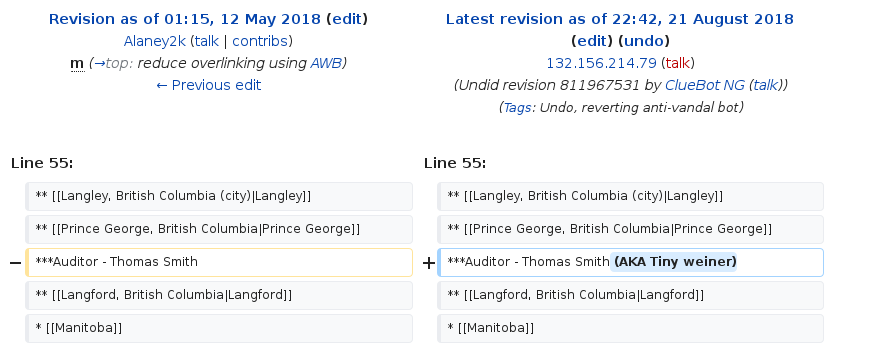 Revision as of 01:15, 12 May 2018 (edit)
Alaney2k (talk | contribs)
m (→top: reduce overlinking using AWB)
← Previous edit
Latest revision as of 22:42, 21 August 2018
(edit) (undo)
132.156.214.79 (talk)
(Undid revision 811967531 by ClueBot NG (talk))
(Tags: Undo, reverting anti-vandal bot)
Line 55:
Line 55:
** [[Langley, British Columbia (city)|Langley]]
** [[Langley, British Columbia (city)|Langley]]
** [[Prince George, British Columbia|Prince George]]
** [[Prince George, British Columbia|Prince George]]
− ***Auditor - Thomas Smith
+ ***Auditor - Thomas Smith (AKA Tiny weiner)
** [[Langford, British Columbia|Langford]]
** [[Langford, British Columbia|Langford]]
* [[Manitoba]]
* [[Manitoba]]